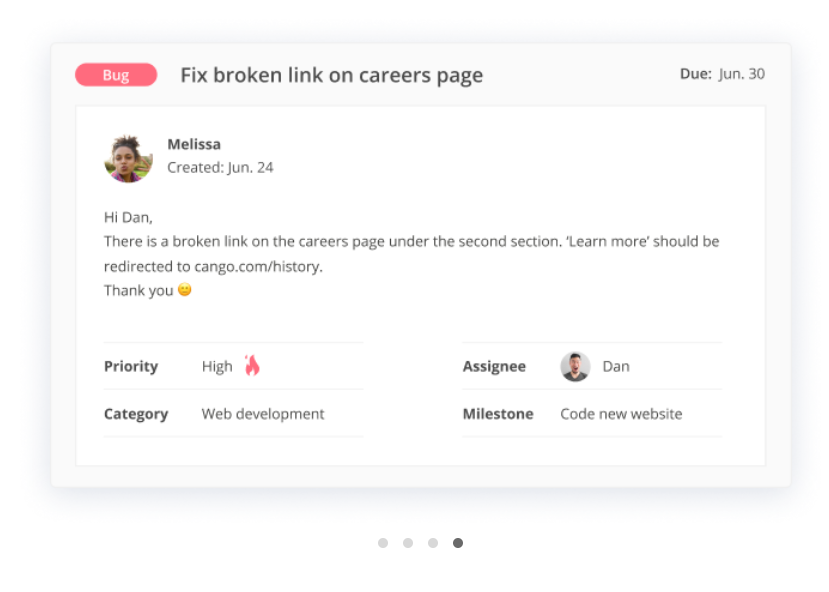 Bug Fix broken link on careers page Due: Jun. 30
Melissa
Created: Jun. 24
Hi Dan,
There is a broken link on the careers page under the second section. ‘Learn more’ should be
redirected to cango.com/history.
Thank you 🙂
Priority High Assignee Dan
Category Web development Milestone Code new website